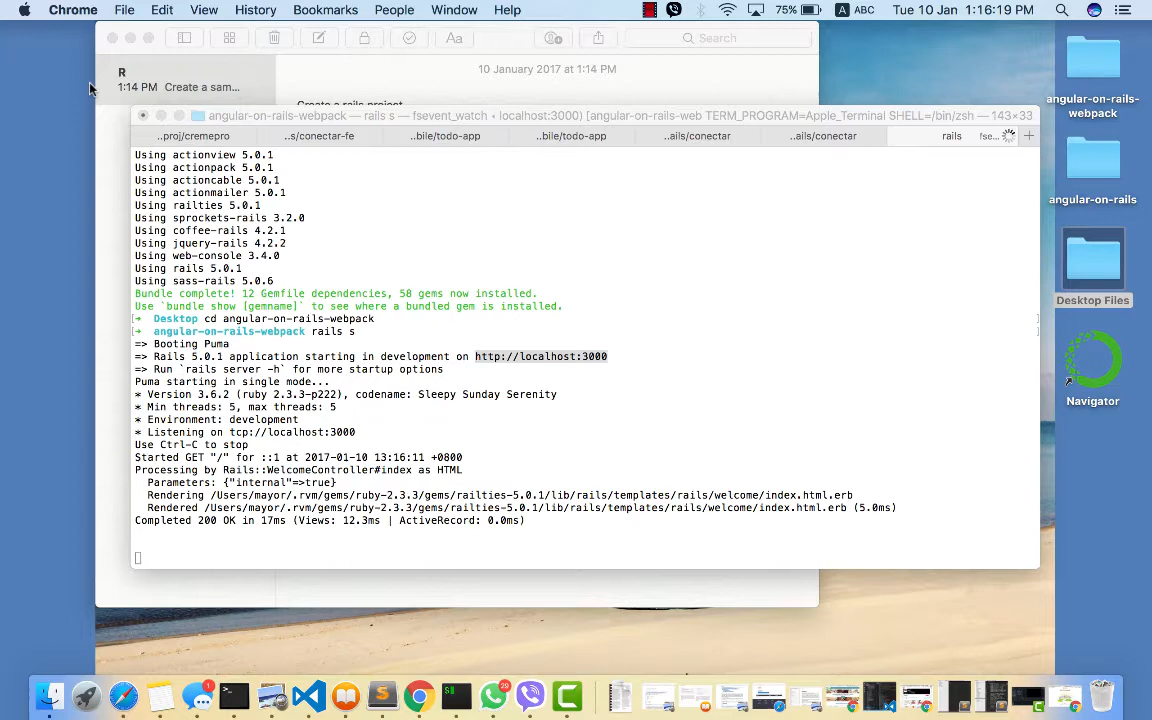 Chrome File Edit View History Bookmarks People Window Help 75% A ABC Tue 10 Jan 1:16:19 PM
Aa Search
R
1:14 PM Create a sam...
10 January 2017 at 1:14 PM
Create a rails project
angular-on-rails-webpack — rails s — fsevent_watch ◂ localhost:3000) [angular-on-rails-web TERM_PROGRAM=Apple_Terminal SHELL=/bin/zsh — 143×33
..proj/cremepro ..s/conectar-fe ..bile/todo-app ..bile/todo-app ..ails/conectar ..ails/conectar rails fse... +
Using actionview 5.0.1
Using actionpack 5.0.1
Using actioncable 5.0.1
Using actionmailer 5.0.1
Using railties 5.0.1
Using sprockets-rails 3.2.0
Using coffee-rails 4.2.1
Using jquery-rails 4.2.2
Using web-console 3.4.0
Using rails 5.0.1
Using sass-rails 5.0.6
Bundle complete! 12 Gemfile dependencies, 58 gems now installed.
Use `bundle show [gemname]` to see where a bundled gem is installed.
[➜ Desktop cd angular-on-rails-webpack ]
[➜ angular-on-rails-webpack rails s ]
=> Booting Puma
=> Rails 5.0.1 application starting in development on http://localhost:3000
=> Run `rails server -h` for more startup options
Puma starting in single mode...
* Version 3.6.2 (ruby 2.3.3-p222), codename: Sleepy Sunday Serenity
* Min threads: 5, max threads: 5
* Environment: development
* Listening on tcp://localhost:3000
Use Ctrl-C to stop
Started GET "/" for ::1 at 2017-01-10 13:16:11 +0800
Processing by Rails::WelcomeController#index as HTML
Parameters: {"internal"=>true}
Rendering /Users/mayor/.rvm/gems/ruby-2.3.3/gems/railties-5.0.1/lib/rails/templates/rails/welcome/index.html.erb
Rendered /Users/mayor/.rvm/gems/ruby-2.3.3/gems/railties-5.0.1/lib/rails/templates/rails/welcome/index.html.erb (5.0ms)
Completed 200 OK in 17ms (Views: 12.3ms | ActiveRecord: 0.0ms)
angular-on-rails-
webpack
angular-on-rails
Desktop Files
Navigator
1
29